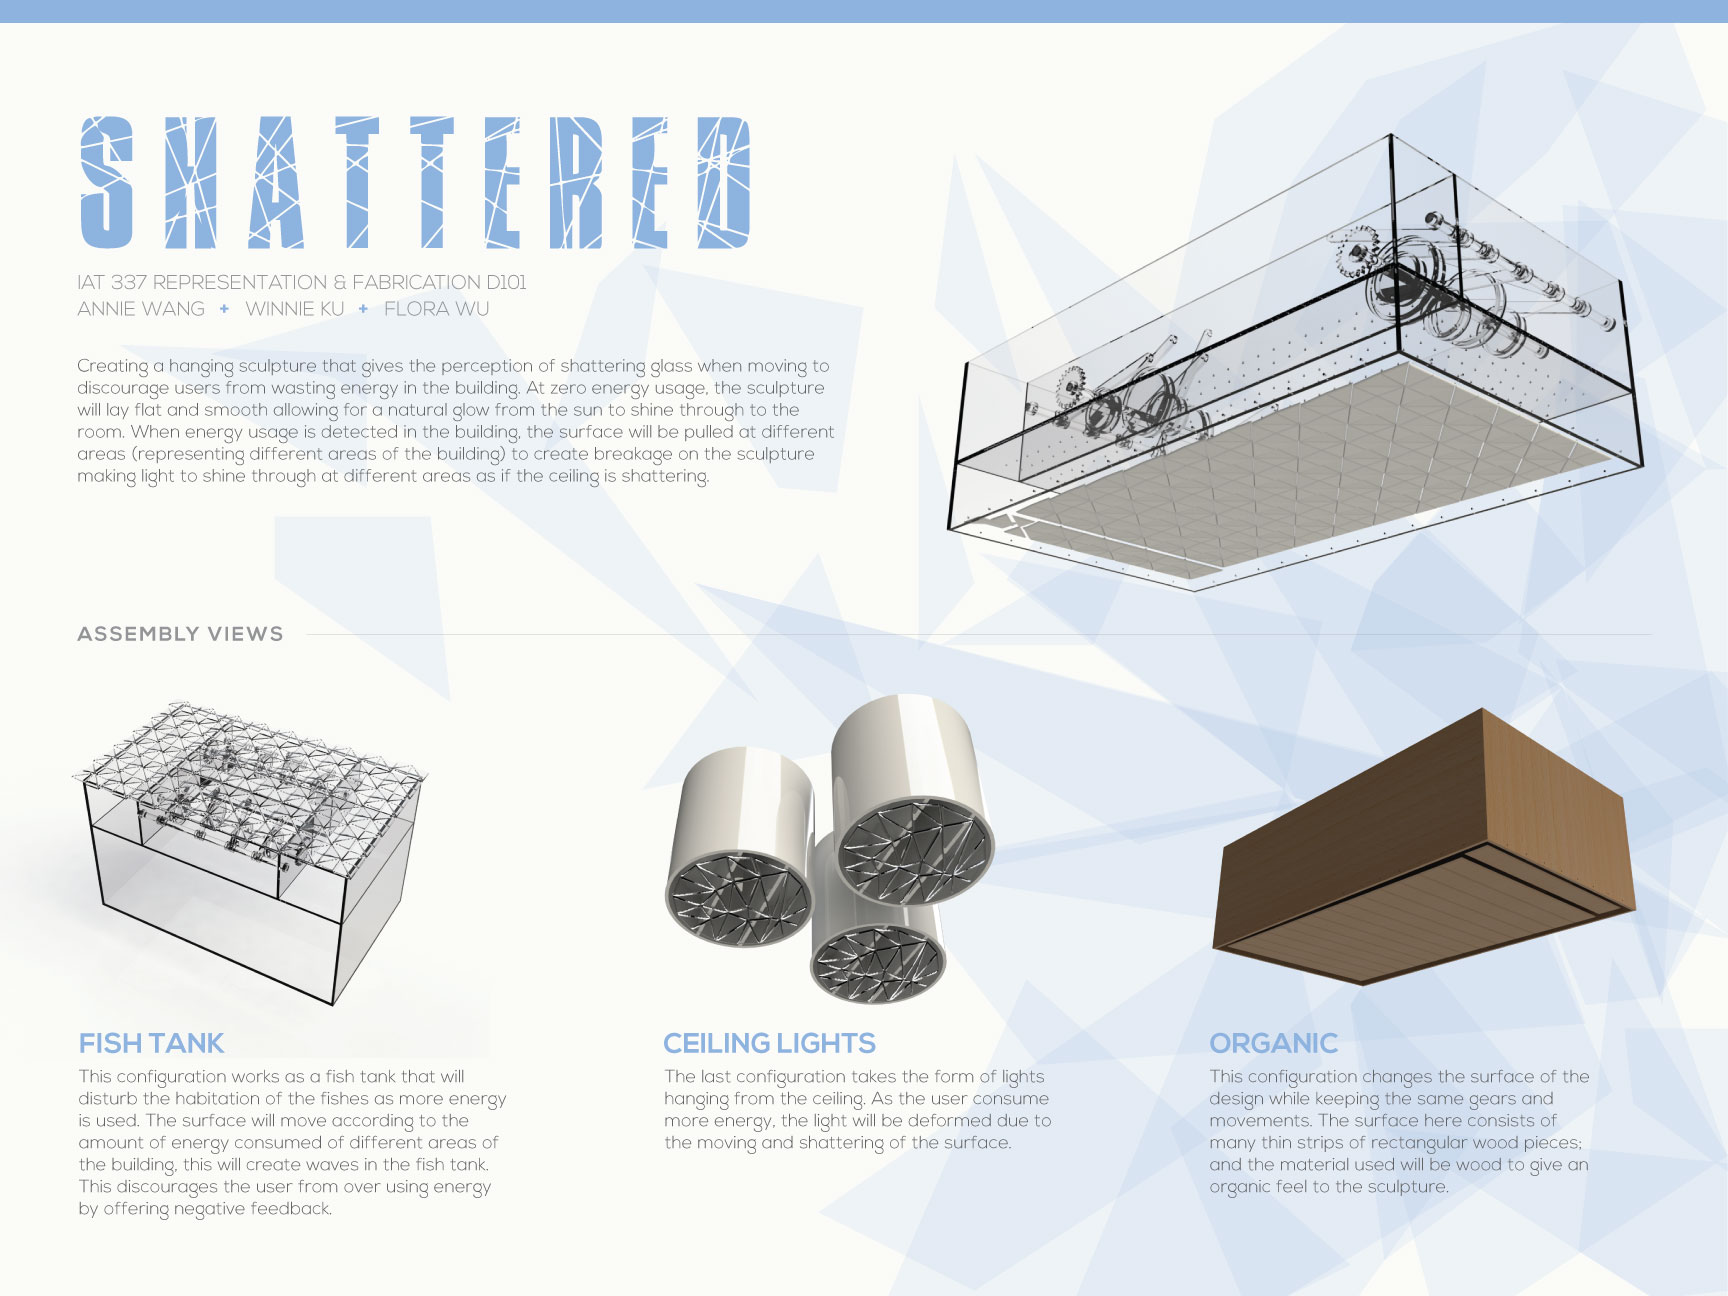 SHATTERED
IAT 337 REPRESENTATION & FABRICATION D101
ANNIE WANG + WINNIE KU + FLORA WU
Creating a hanging sculpture that gives the perception of shattering glass when moving to
discourage users from wasting energy in the building. At zero energy usage, the sculpture
will lay flat and smooth allowing for a natural glow from the sun to shine through to the
room. When energy usage is detected in the building, the surface will be pulled at different
areas (representing different areas of the building) to create breakage on the sculpture
making light to shine through at different areas as if the ceiling is shattering.
ASSEMBLY VIEWS
FISH TANK
This configuration works as a fish tank that will
disturb the habitation of the fishes as more energy
is used. The surface will move according to the
amount of energy consumed of different areas of
the building, this will create waves in the fish tank.
This discourages the user from over using energy
by offering negative feedback.
CEILING LIGHTS
The last configuration takes the form of lights
hanging from the ceiling. As the user consume
more energy, the light will be deformed due to
the moving and shattering of the surface.
ORGANIC
This configuration changes the surface of the
design while keeping the same gears and
movements. The surface here consists of
many thin strips of rectangular wood pieces;
and the material used will be wood to give an
organic feel to the sculpture.